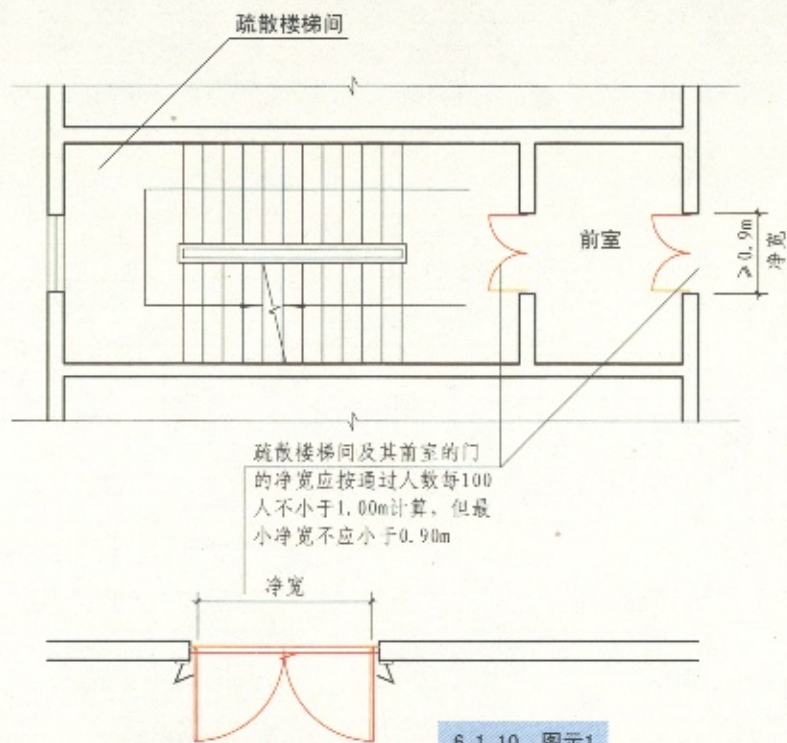 疏散楼梯间
前室
≥0.9m
净宽
疏散楼梯间及其前室的门
的净宽应按通过人数每100
人不小于1.00m计算，但最
小净宽不应小于0.90m
净宽
6.1.10 图示1